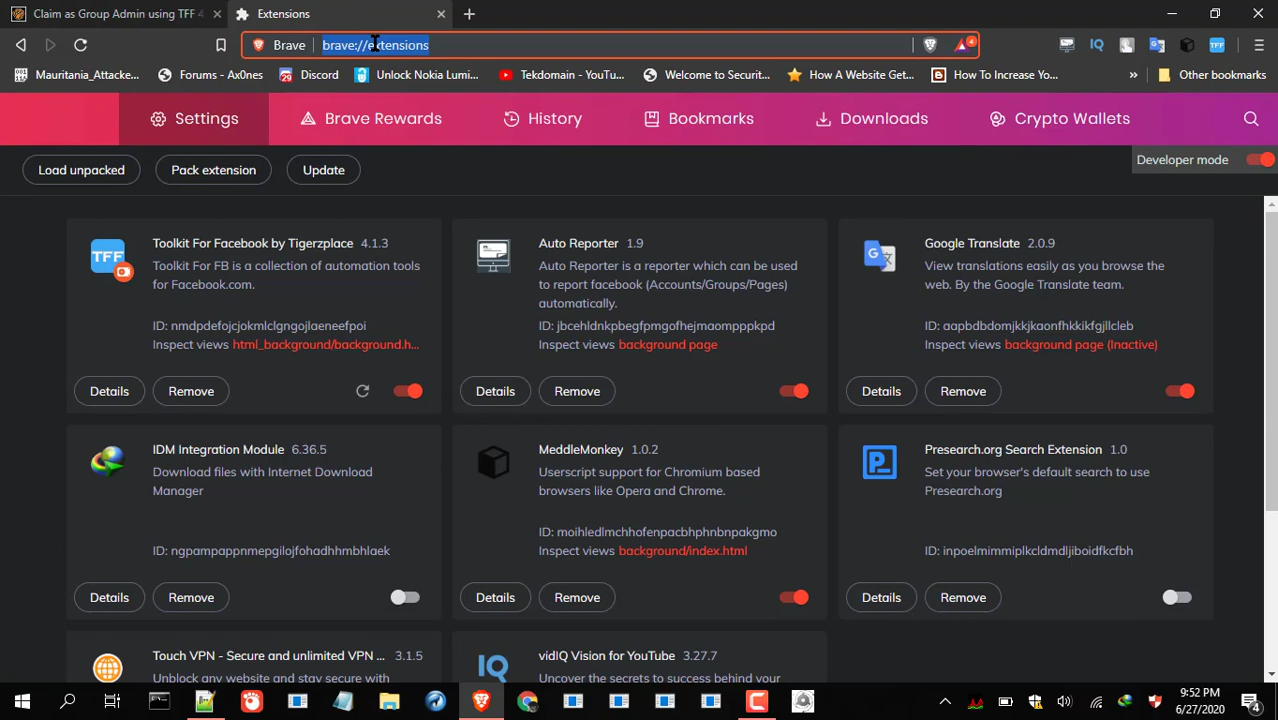 Claim as Group Admin using TFF 4
Extensions
Brave
brave://extensions
4
IQ
TFF
Mauritania_Attacke...
Forums - Ax0nes
29
Discord
Unlock Nokia Lumi...
Tekdomain - YouTu...
Welcome to Securit...
How A Website Get...
How To Increase Yo...
»
Other bookmarks
Settings
Brave Rewards
History
Bookmarks
Downloads
Crypto Wallets
Load unpacked
Pack extension
Update
Developer mode
TFF
Toolkit For Facebook by Tigerzplace 4.1.3
Toolkit For FB is a collection of automation tools
for Facebook.com.
ID: nmdpdefojcjokmlclgngojlaeneefpoi
Inspect views html_background/background.h...
Details
Remove
Auto Reporter 1.9
Auto Reporter is a reporter which can be used
to report facebook (Accounts/Groups/Pages)
automatically.
ID: jbcehldnkpbegfpmgofhejmaompppkpd
Inspect views background page
Details
Remove
Google Translate 2.0.9
View translations easily as you browse the
web. By the Google Translate team.
ID: aapbdbdomjkkjkaonfhkkikfgjllcleb
Inspect views background page (Inactive)
Details
Remove
IDM Integration Module 6.36.5
Download files with Internet Download
Manager
ID: ngpampappnmepgilojfohadhhmbhlaek
Details
Remove
MeddleMonkey 1.0.2
Userscript support for Chromium based
browsers like Opera and Chrome.
ID: moihledlmchhofenpacbhphnbnpakgmo
Inspect views background/index.html
Details
Remove
Presearch.org Search Extension 1.0
Set your browser's default search to use
Presearch.org
ID: inpoelmimmiplkcldmdljiboidfkcfbh
Details
Remove
Touch VPN - Secure and unlimited VPN ... 3.1.5
Unblock any website and stay secure with
IQ
vidIQ Vision for YouTube 3.27.7
Uncover the secrets to success behind your
9:52 PM
6/27/2020
4